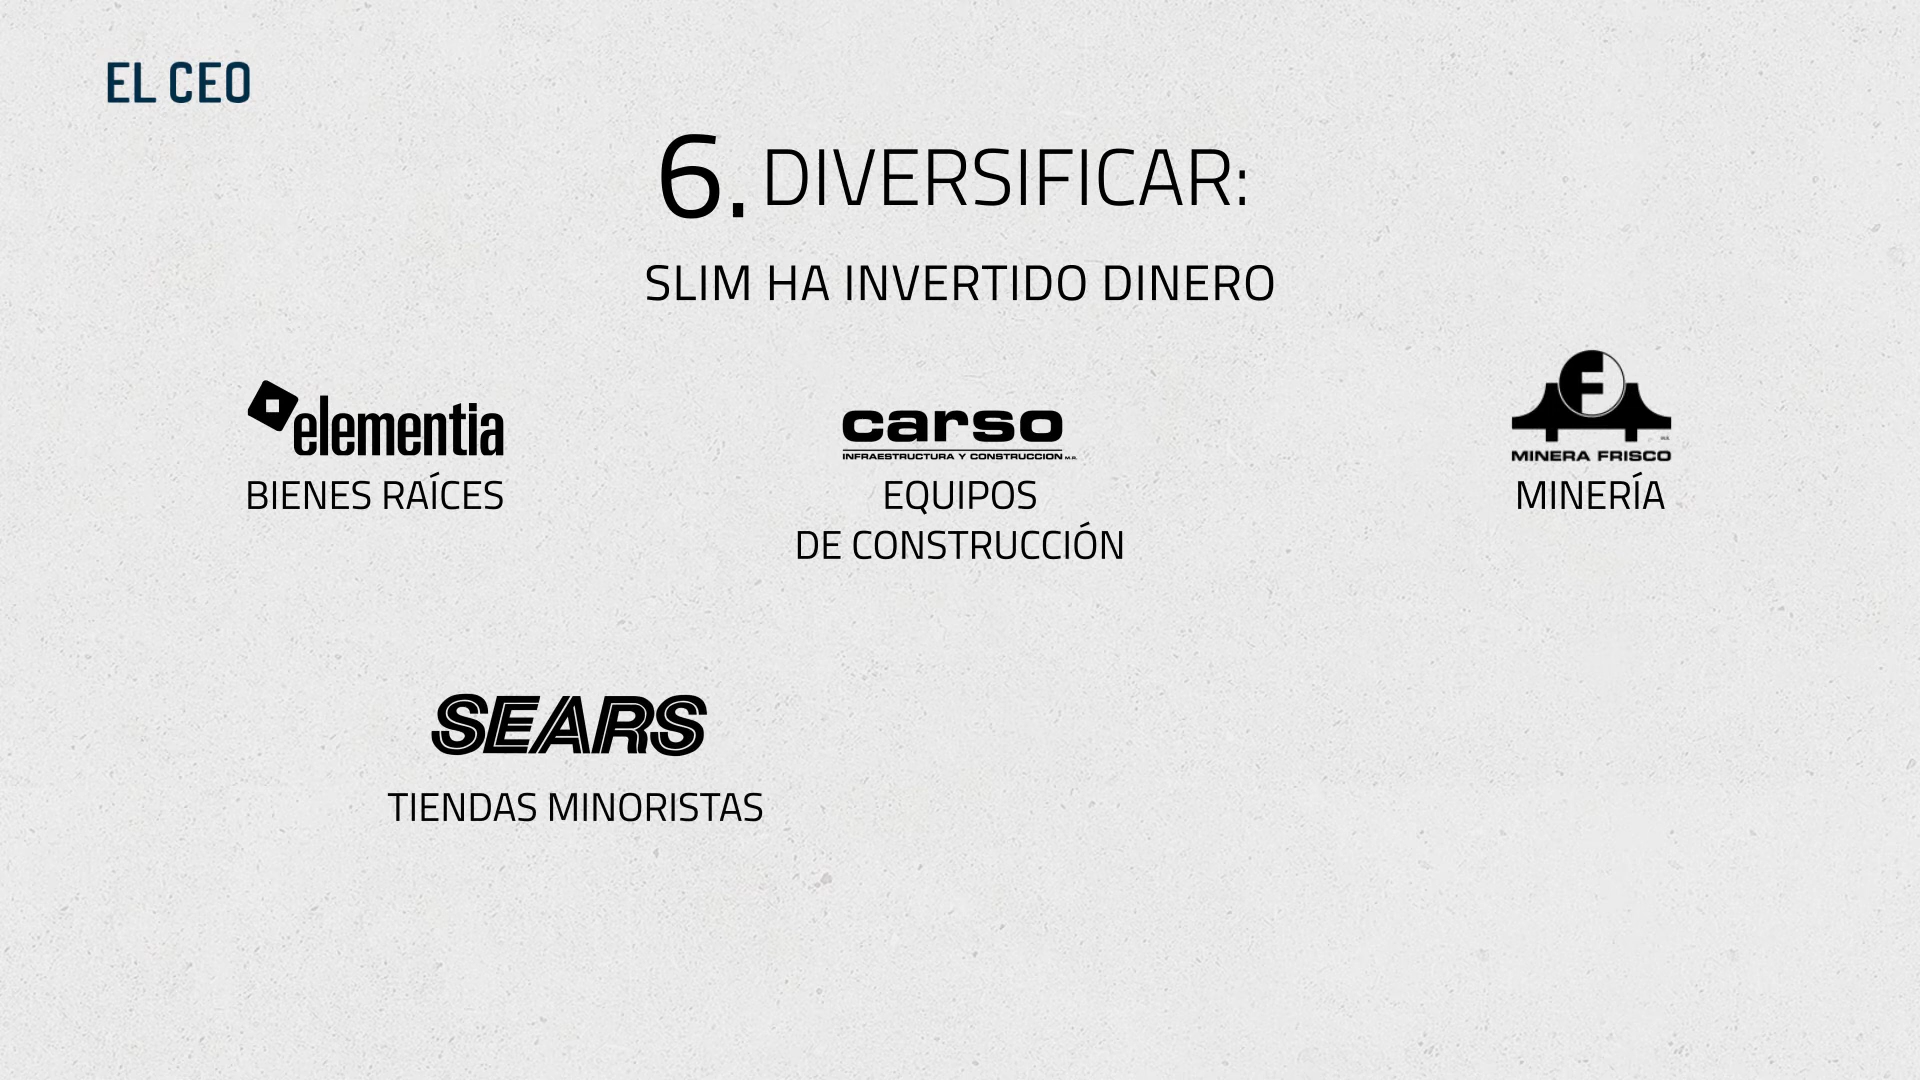 EL CEO
6. DIVERSIFICAR:
SLIM HA INVERTIDO DINERO
elementia
BIENES RAÍCES
carso
INFRAESTRUCTURA Y CONSTRUCCION M.R.
EQUIPOS
DE CONSTRUCCIÓN
F
MINERA FRISCO
MINERÍA
SEARS
TIENDAS MINORISTAS